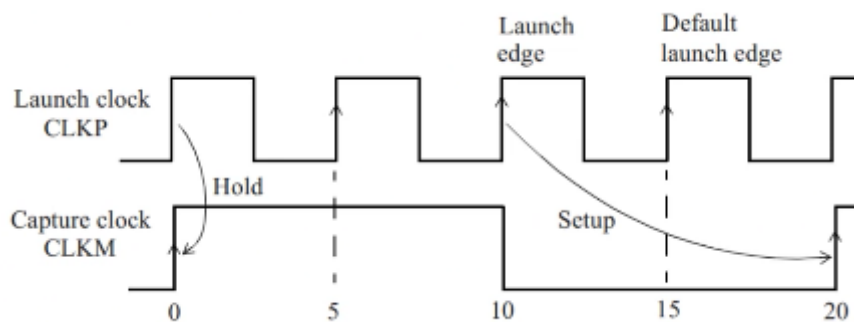 Launch
edge
Default
launch edge
Launch clock
CLKP
Hold
Capture clock
CLKM
Setup
0
5
10
15
20